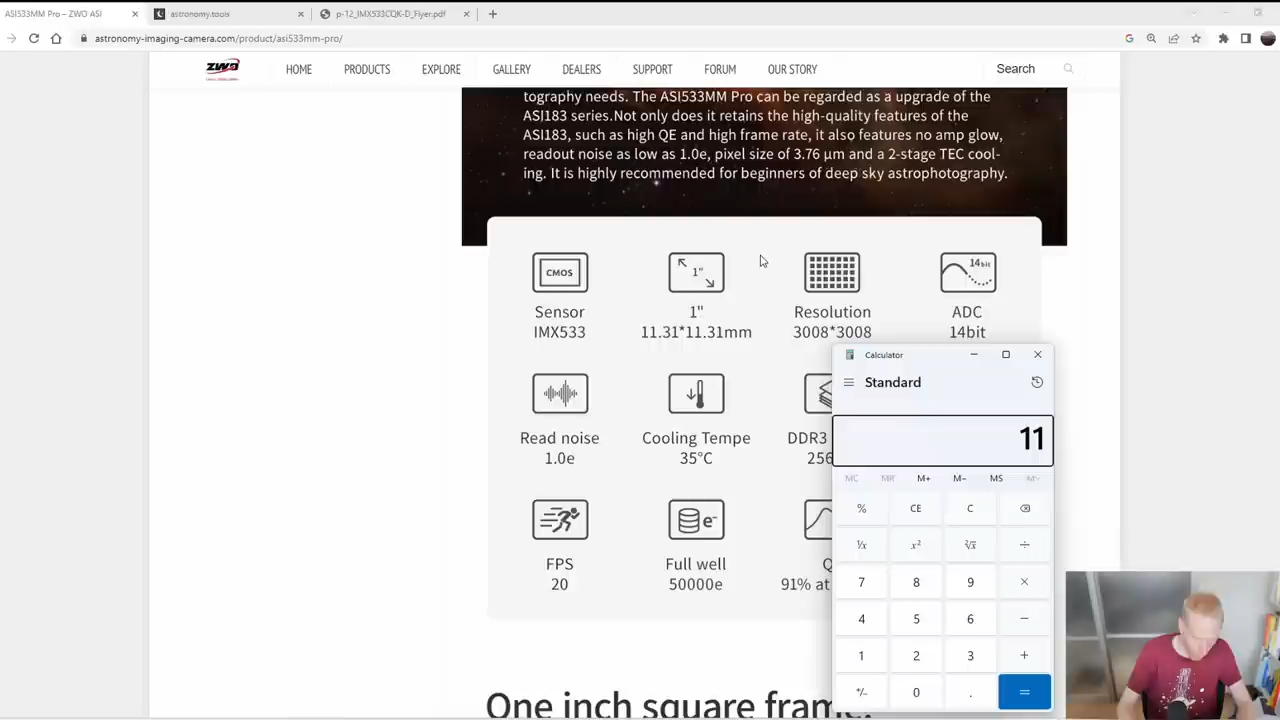 ASI533MM Pro – ZWO ASI
astronomy.tools
p-12_IMX533CQK-D_Flyer.pdf
astronomy-imaging-camera.com/product/asi533mm-pro/
ZWO
HOME
PRODUCTS
EXPLORE
GALLERY
DEALERS
SUPPORT
FORUM
OUR STORY
Search
tography needs. The ASI533MM Pro can be regarded as a upgrade of the
ASI183 series.Not only does it retains the high-quality features of the
ASI183, such as high QE and high frame rate, it also features no amp glow,
readout noise as low as 1.0e, pixel size of 3.76 μm and a 2-stage TEC cool-
ing. It is highly recommended for beginners of deep sky astrophotography.
CMOS
1"
14bit
Sensor
IMX533
1"
11.31*11.31mm
Resolution
3008*3008
ADC
14bit
Read noise
1.0e
Cooling Tempe
35°C
DDR3
256
e-
FPS
20
Full well
50000e
Q
91% at
One inch square frame.
Calculator
Standard
11
MC MR M+ M− MS M˅
% CE C
¹/x x² ²√x ÷
7 8 9 ×
4 5 6 −
1 2 3 +
+/− 0 . =